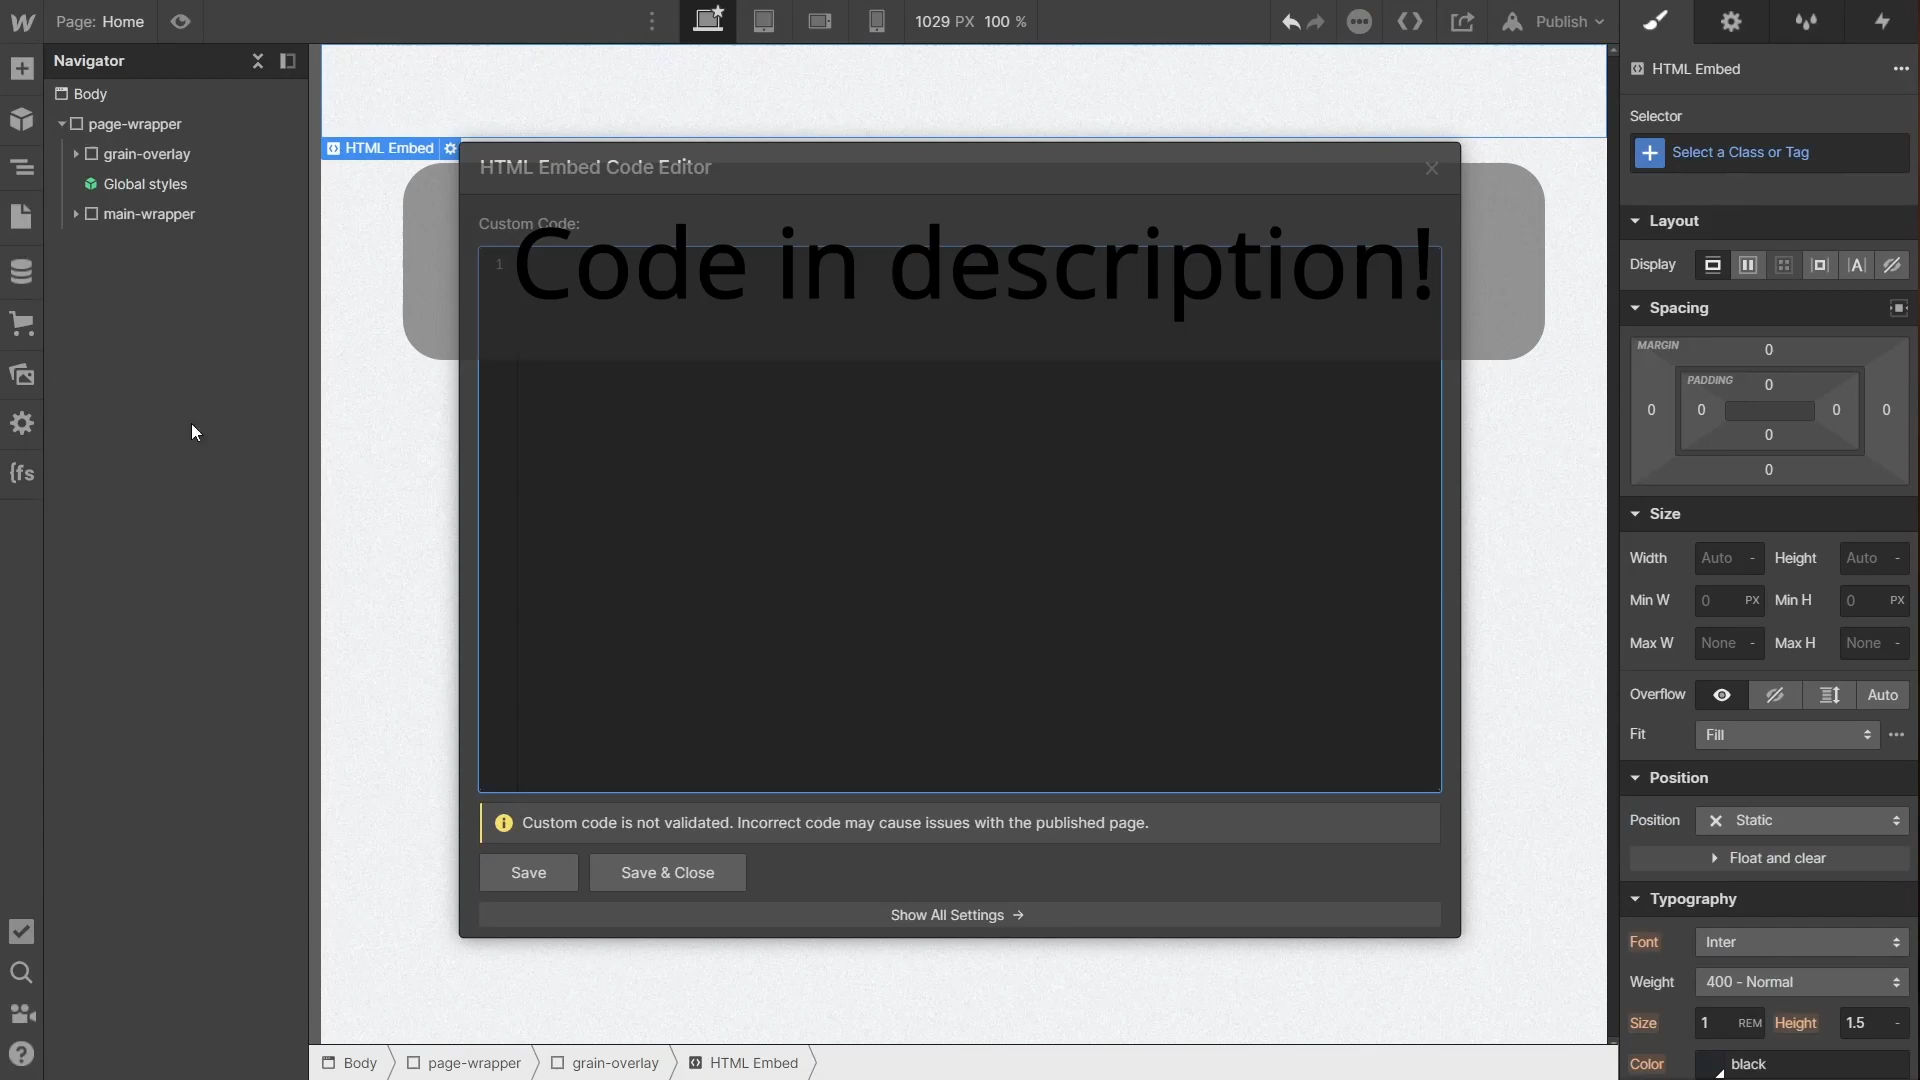 Page: Home
1029 PX 100 %
Publish
Navigator
Body
page-wrapper
grain-overlay
Global styles
main-wrapper
{fs
HTML Embed
HTML Embed Code Editor
Custom Code:
1
Code in description!
Custom code is not validated. Incorrect code may cause issues with the published page.
Save
Save & Close
Show All Settings →
Body
page-wrapper
grain-overlay
HTML Embed
HTML Embed
Selector
Select a Class or Tag
Layout
Display
Spacing
MARGIN
0
PADDING
0
0 0 0 0
0
0
Size
Width Auto - Height Auto -
Min W 0 PX Min H 0 PX
Max W None - Max H None -
Overflow Auto
Fit Fill
Position
Position Static
Float and clear
Typography
Font Inter
Weight 400 - Normal
Size 1 REM Height 1.5 -
Color black